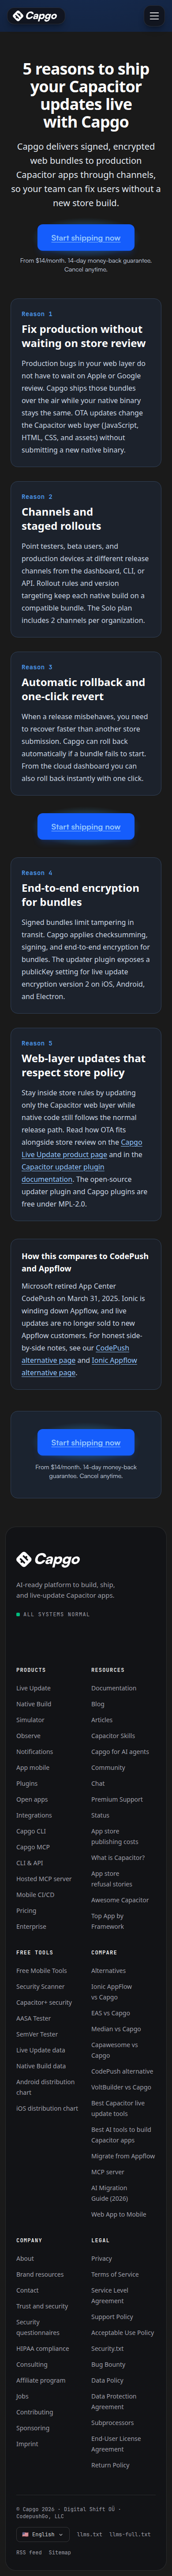 Capgo
5 reasons to ship
your Capacitor
updates live
with Capgo
Capgo delivers signed, encrypted
web bundles to production
Capacitor apps through channels,
so your team can fix users without a
new store build.
Start shipping now
From $14/month. 14-day money-back guarantee.
Cancel anytime.
Reason 1
Fix production without
waiting on store review
Production bugs in your web layer do
not have to wait on Apple or Google
review. Capgo ships those bundles
over the air while your native binary
stays the same. OTA updates change
the Capacitor web layer (JavaScript,
HTML, CSS, and assets) without
submitting a new native binary.
Reason 2
Channels and
staged rollouts
Point testers, beta users, and
production devices at different release
channels from the dashboard, CLI, or
API. Rollout rules and version
targeting keep each native build on a
compatible bundle. The Solo plan
includes 2 channels per organization.
Reason 3
Automatic rollback and
one-click revert
When a release misbehaves, you need
to recover faster than another store
submission. Capgo can roll back
automatically if a bundle fails to start.
From the cloud dashboard you can
also roll back instantly with one click.
Start shipping now
Reason 4
End-to-end encryption
for bundles
Signed bundles limit tampering in
transit. Capgo applies checksumming,
signing, and end-to-end encryption for
bundles. The updater plugin exposes a
publicKey setting for live update
encryption version 2 on iOS, Android,
and Electron.
Reason 5
Web-layer updates that
respect store policy
Stay inside store rules by updating
only the Capacitor web layer while
native code still follows the normal
release path. Read how OTA fits
alongside store review on the Capgo
Live Update product page and in the
Capacitor updater plugin
documentation. The open-source
updater plugin and Capgo plugins are
free under MPL-2.0.
How this compares to CodePush
and Appflow
Microsoft retired App Center
CodePush on March 31, 2025. Ionic is
winding down Appflow, and live
updates are no longer sold to new
Appflow customers. For honest side-
by-side notes, see our CodePush
alternative page and Ionic Appflow
alternative page.
Start shipping now
From $14/month. 14-day money-back
guarantee. Cancel anytime.
Capgo
AI-ready platform to build, ship,
and live-update Capacitor apps.
ALL SYSTEMS NORMAL
PRODUCTS
Live Update
Native Build
Simulator
Observe
Notifications
App mobile
Plugins
Open apps
Integrations
Capgo CLI
Capgo MCP
CLI & API
Hosted MCP server
Mobile CI/CD
Pricing
Enterprise
RESOURCES
Documentation
Blog
Articles
Capacitor Skills
Capgo for AI agents
Community
Chat
Premium Support
Status
App store
publishing costs
What is Capacitor?
App store
refusal stories
Awesome Capacitor
Top App by
Framework
FREE TOOLS
Free Mobile Tools
Security Scanner
Capacitor+ security
AASA Tester
SemVer Tester
Live Update data
Native Build data
Android distribution
chart
iOS distribution chart
COMPARE
Alternatives
Ionic AppFlow
vs Capgo
EAS vs Capgo
Median vs Capgo
Capawesome vs
Capgo
CodePush alternative
VoltBuilder vs Capgo
Best Capacitor live
update tools
Best AI tools to build
Capacitor apps
Migrate from Appflow
MCP server
AI Migration
Guide (2026)
Web App to Mobile
COMPANY
About
Brand resources
Contact
Trust and security
Security
questionnaires
HIPAA compliance
Consulting
Affiliate program
Jobs
Contributing
Sponsoring
Imprint
LEGAL
Privacy
Terms of Service
Service Level
Agreement
Support Policy
Acceptable Use Policy
Security.txt
Bug Bounty
Data Policy
Data Protection
Agreement
Subprocessors
End-User License
Agreement
Return Policy
© Capgo 2026 · Digital Shift OÜ ·
CodepushGo, LLC
English
llms.txt
llms-full.txt
RSS feed
Sitemap